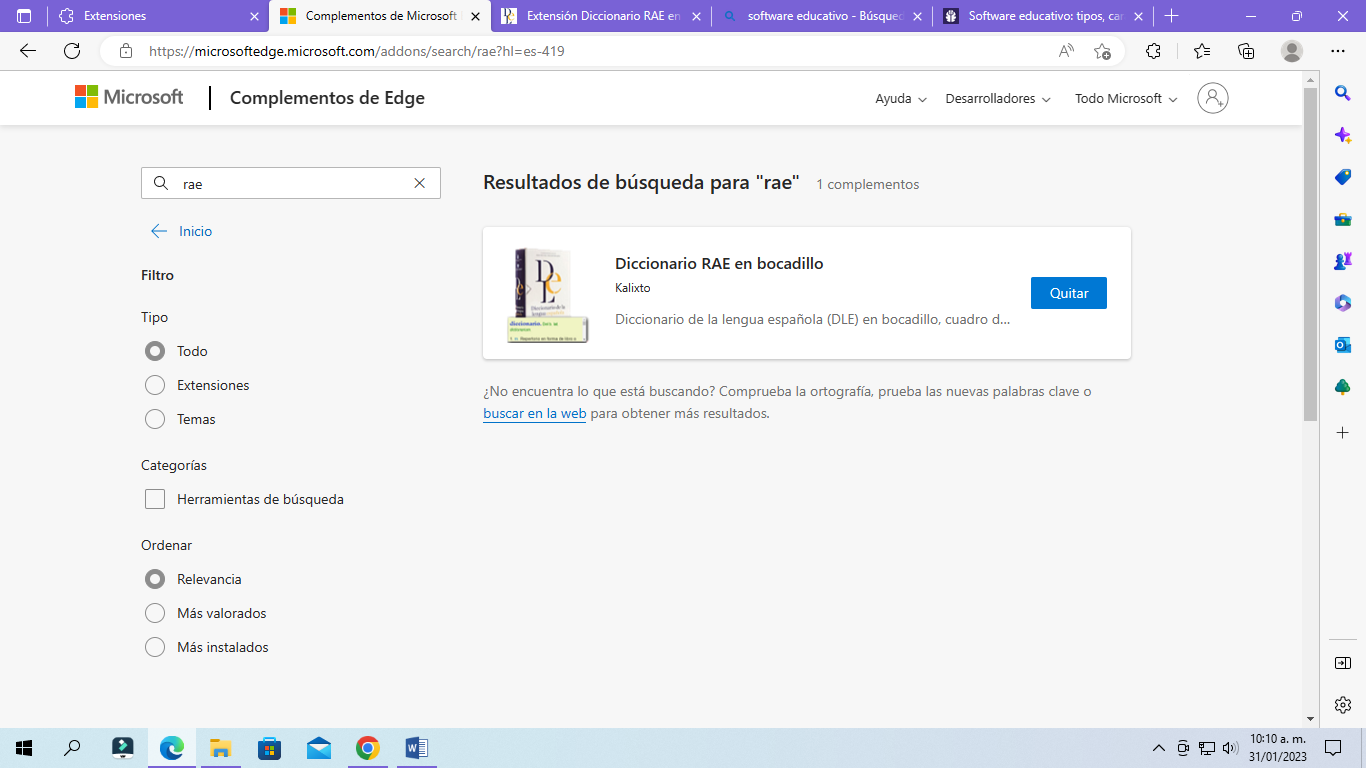 Extensiones
Complementos de Microsoft
Extensión Diccionario RAE en
software educativo - Búsqued
Software educativo: tipos, car
https://microsoftedge.microsoft.com/addons/search/rae?hl=es-419
Microsoft
Complementos de Edge
Ayuda
Desarrolladores
Todo Microsoft
rae
Inicio
Filtro
Tipo
Todo
Extensiones
Temas
Categorías
Herramientas de búsqueda
Ordenar
Relevancia
Más valorados
Más instalados
Resultados de búsqueda para "rae" 1 complementos
Diccionario RAE en bocadillo
Kalixto
Diccionario de la lengua española (DLE) en bocadillo, cuadro d...
Quitar
¿No encuentra lo que está buscando? Comprueba la ortografía, prueba las nuevas palabras clave o
buscar en la web para obtener más resultados.
10:10 a. m.
31/01/2023